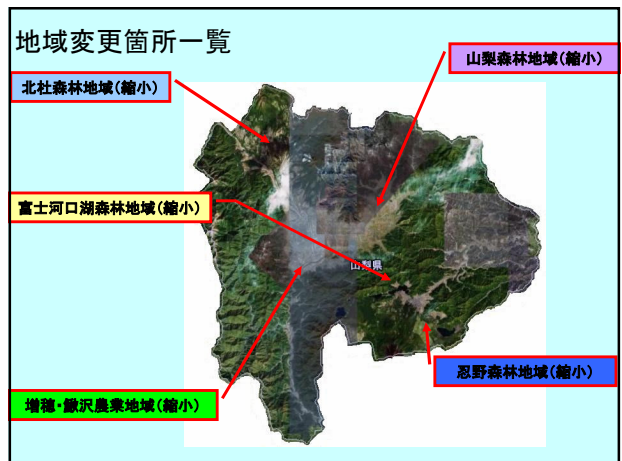 地域変更箇所一覧
山梨森林地域(縮小)
北社森林地域(縮小)
富士河口湖森林地域(縮小)
山梨県
忍野森林地域(縮小)
増穂・鰍沢農業地域(縮小)